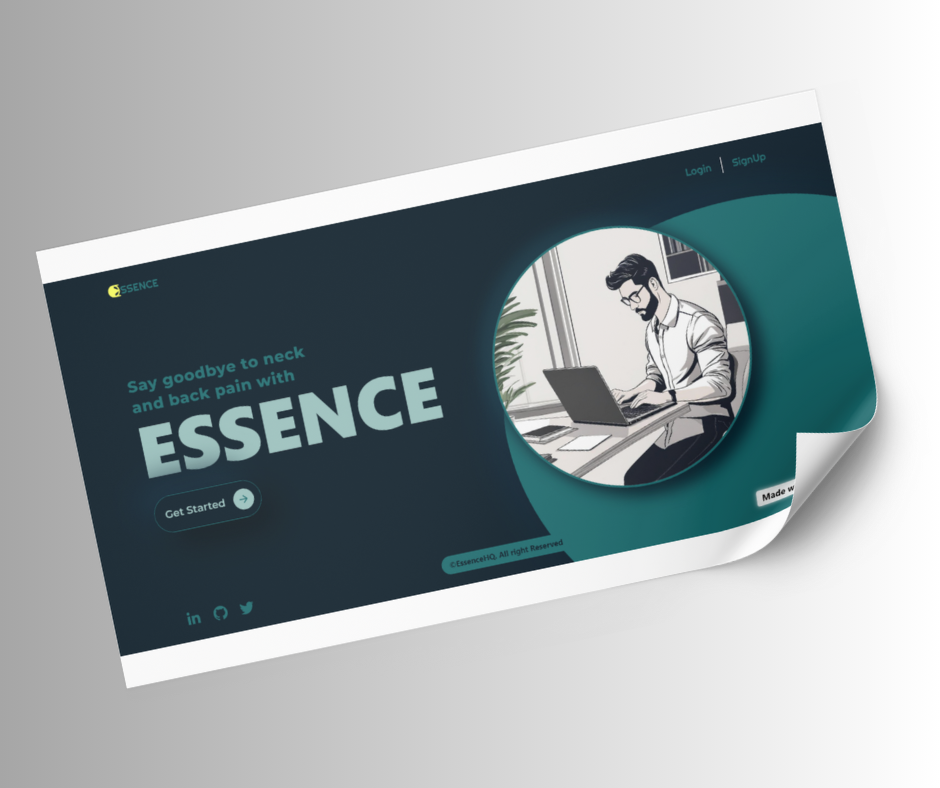 Login | SignUp
ESSENCE
Say goodbye to neck
and back pain with
ESSENCE
Get Started
Made
©EssenceHQ, All right Reserved
in